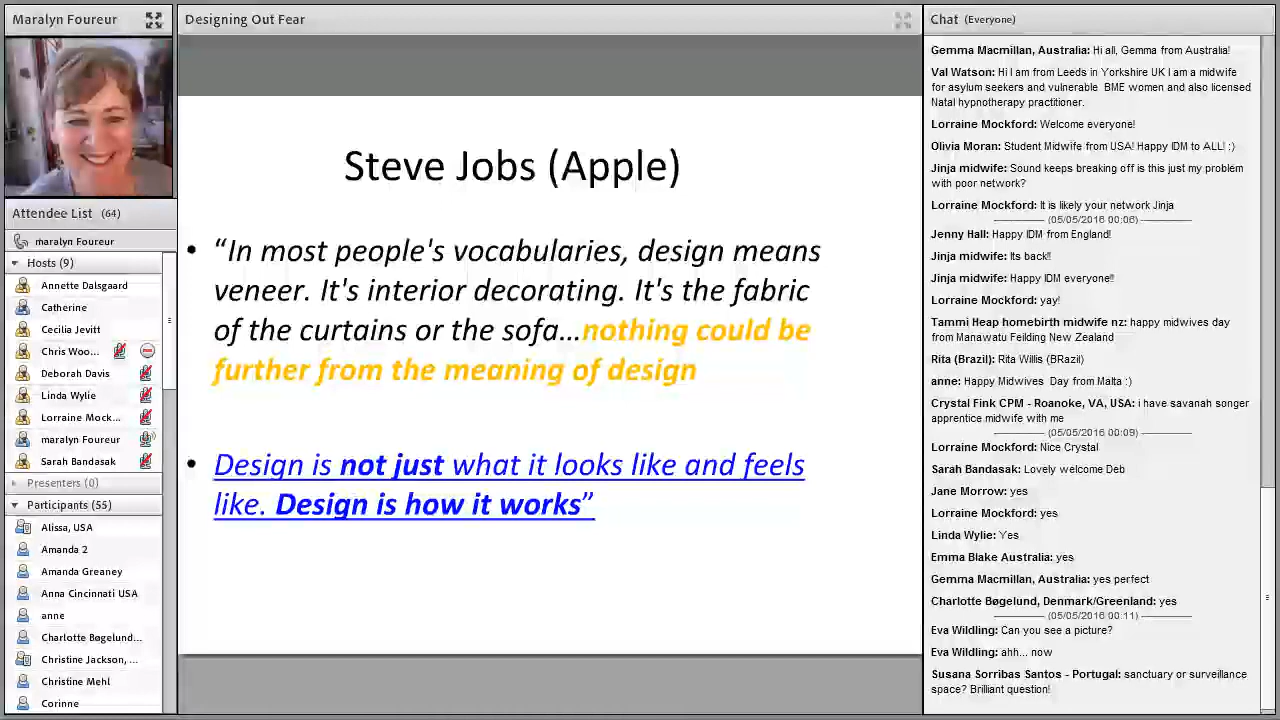 Maralyn Foureur
Attendee List (64)
maralyn Foureur
Hosts (9)
Annette Dalsgaard
Catherine
Cecilia Jevitt
Chris Woo...
Deborah Davis
Linda Wylie
Lorraine Mock...
maralyn Foureur
Sarah Bandasak
Presenters (0)
Participants (55)
Alissa, USA
Amanda 2
Amanda Greaney
Anna Cincinnati USA
anne
Charlotte Bøgelund...
Christine Jackson, ...
Christine Mehl
Corinne
Designing Out Fear
Steve Jobs (Apple)
• “In most people's vocabularies, design means
veneer. It's interior decorating. It's the fabric
of the curtains or the sofa…nothing could be
further from the meaning of design
• Design is not just what it looks like and feels
like. Design is how it works”
Chat (Everyone)
Gemma Macmillan, Australia: Hi all, Gemma from Australia!
Val Watson: Hi I am from Leeds in Yorkshire UK I am a midwife
for asylum seekers and vulnerable BME women and also licensed
Natal hypnotherapy practitioner.
Lorraine Mockford: Welcome everyone!
Olivia Moran: Student Midwife from USA! Happy IDM to ALL! :)
Jinja midwife: Sound keeps breaking off is this just my problem
with poor network?
Lorraine Mockford: It is likely your network Jinja
(05/05/2016 00:06)
Jenny Hall: Happy IDM from England!
Jinja midwife: Its back!!
Jinja midwife: Happy IDM everyone!!
Lorraine Mockford: yay!
Tammi Heap homebirth midwife nz: happy midwives day
from Manawatu Feilding New Zealand
Rita (Brazil): Rita Willis (BRazil)
anne: Happy Midwives Day from Malta :)
Crystal Fink CPM - Roanoke, VA, USA: i have savanah songer
apprentice midwife with me
(05/05/2016 00:09)
Lorraine Mockford: Nice Crystal
Sarah Bandasak: Lovely welcome Deb
Jane Morrow: yes
Lorraine Mockford: yes
Linda Wylie: Yes
Emma Blake Australia: yes
Gemma Macmillan, Australia: yes perfect
Charlotte Bøgelund, Denmark/Greenland: yes
(05/05/2016 00:11)
Eva Wildling: Can you see a picture?
Eva Wildling: ahh... now
Susana Sorribas Santos - Portugal: sanctuary or surveillance
space? Brilliant question!